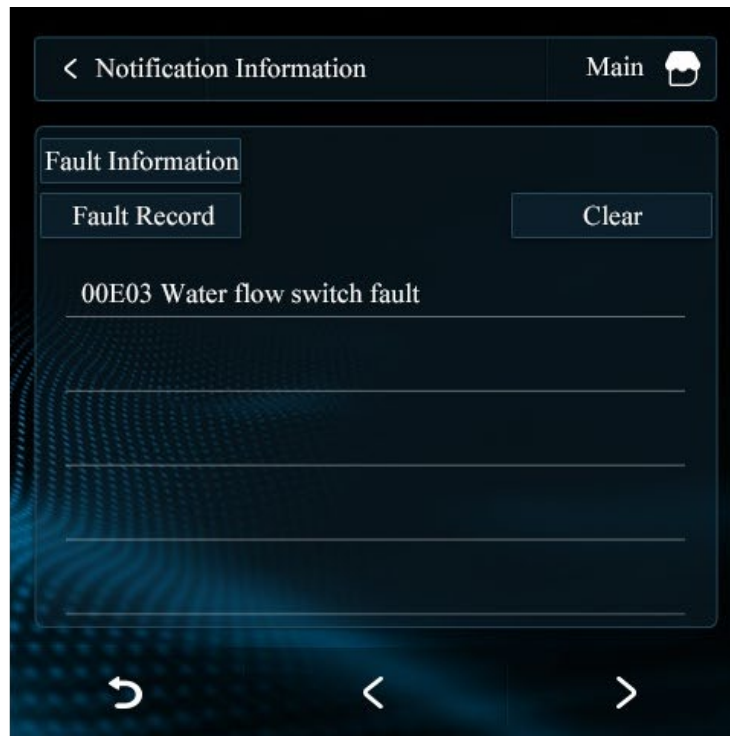 Notification Information Main
Fault Information
Fault Record Clear
00E03 Water flow switch fault